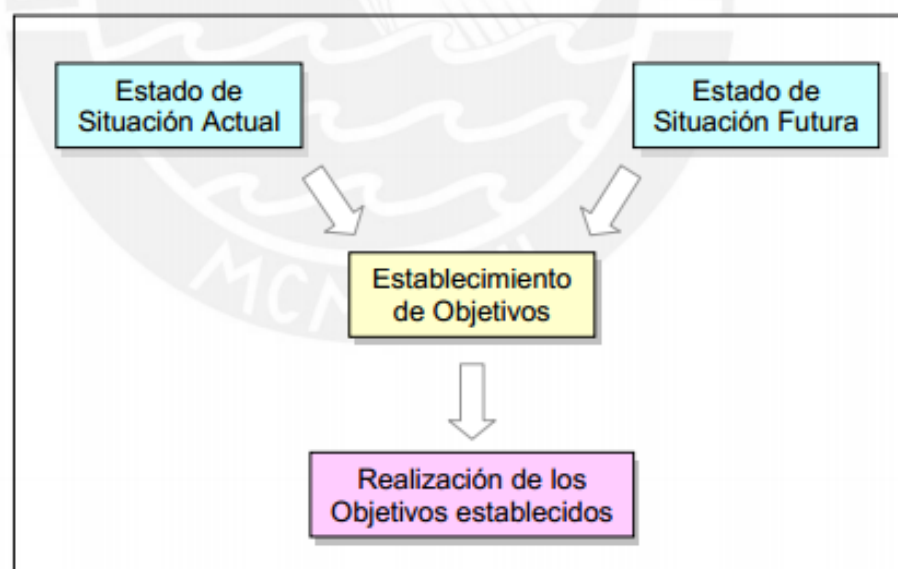 Estado de
Situación Actual
Estado de
Situación Futura
Establecimiento
de Objetivos
Realización de los
Objetivos establecidos